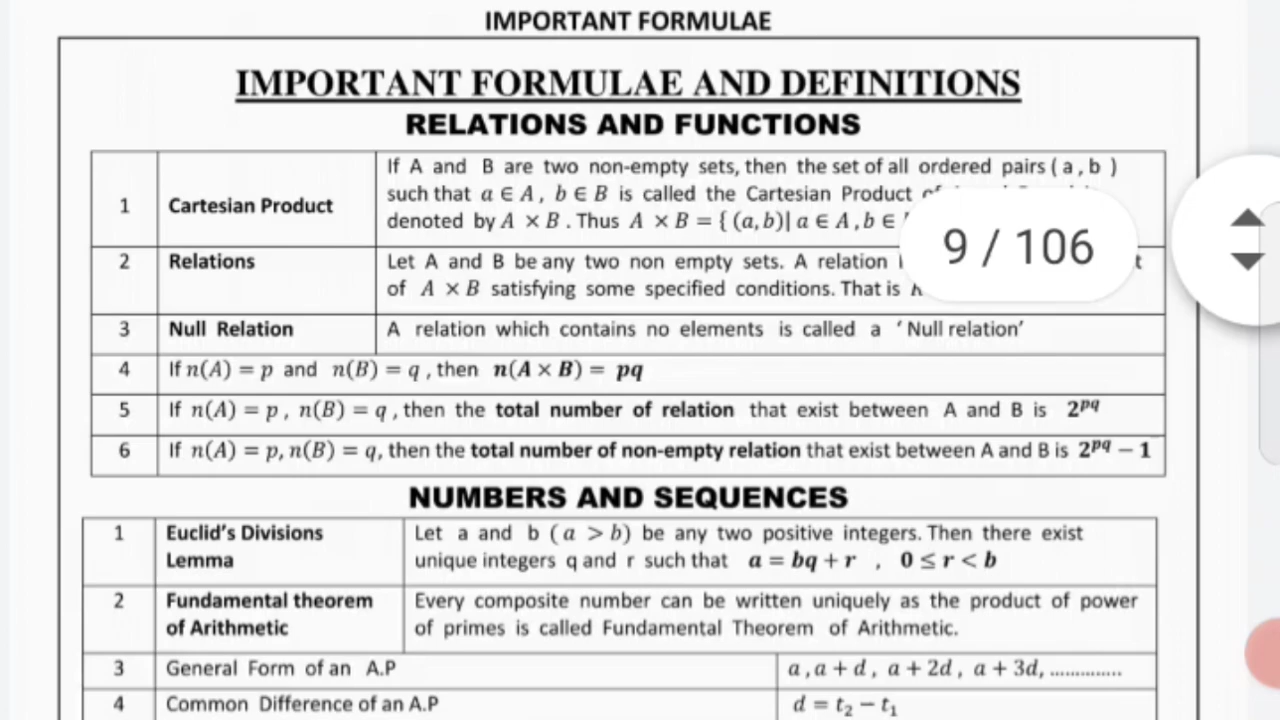 IMPORTANT FORMULAE
IMPORTANT FORMULAE AND DEFINITIONS
RELATIONS AND FUNCTIONS
1 Cartesian Product If A and B are two non-empty sets, then the set of all ordered pairs ( a , b )
such that a ∈ A , b ∈ B is called the Cartesian Product
denoted by A × B . Thus A × B = { (a, b)| a ∈ A , b ∈
9 / 106
2 Relations Let A and B be any two non empty sets. A relation
of A × B satisfying some specified conditions. That is
3 Null Relation A relation which contains no elements is called a ‘ Null relation’
4 If n(A) = p and n(B) = q , then n(A × B) = pq
5 If n(A) = p , n(B) = q , then the total number of relation that exist between A and B is 2^pq
6 If n(A) = p, n(B) = q, then the total number of non-empty relation that exist between A and B is 2^pq − 1
NUMBERS AND SEQUENCES
1 Euclid’s Divisions Let a and b ( a > b) be any two positive integers. Then there exist
Lemma unique integers q and r such that a = bq + r , 0 ≤ r < b
2 Fundamental theorem Every composite number can be written uniquely as the product of power
of Arithmetic of primes is called Fundamental Theorem of Arithmetic.
3 General Form of an A.P a , a + d , a + 2d , a + 3d, ..............
4 Common Difference of an A.P d = t₂ − t₁